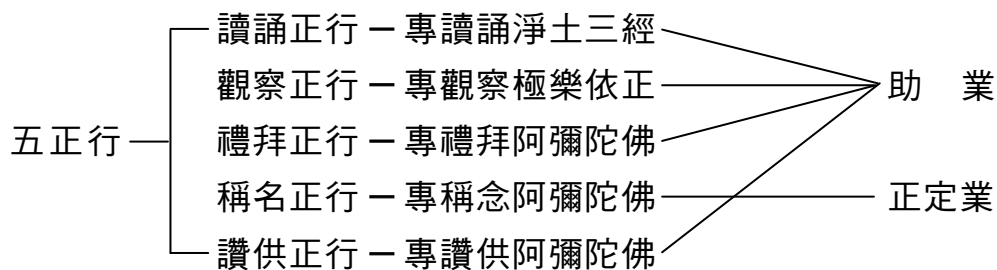 讀誦正行 － 專讀誦淨土三經
觀察正行 － 專觀察極樂依正
助　業
五正行
禮拜正行 － 專禮拜阿彌陀佛
稱名正行 － 專稱念阿彌陀佛
正定業
讚供正行 － 專讚供阿彌陀佛